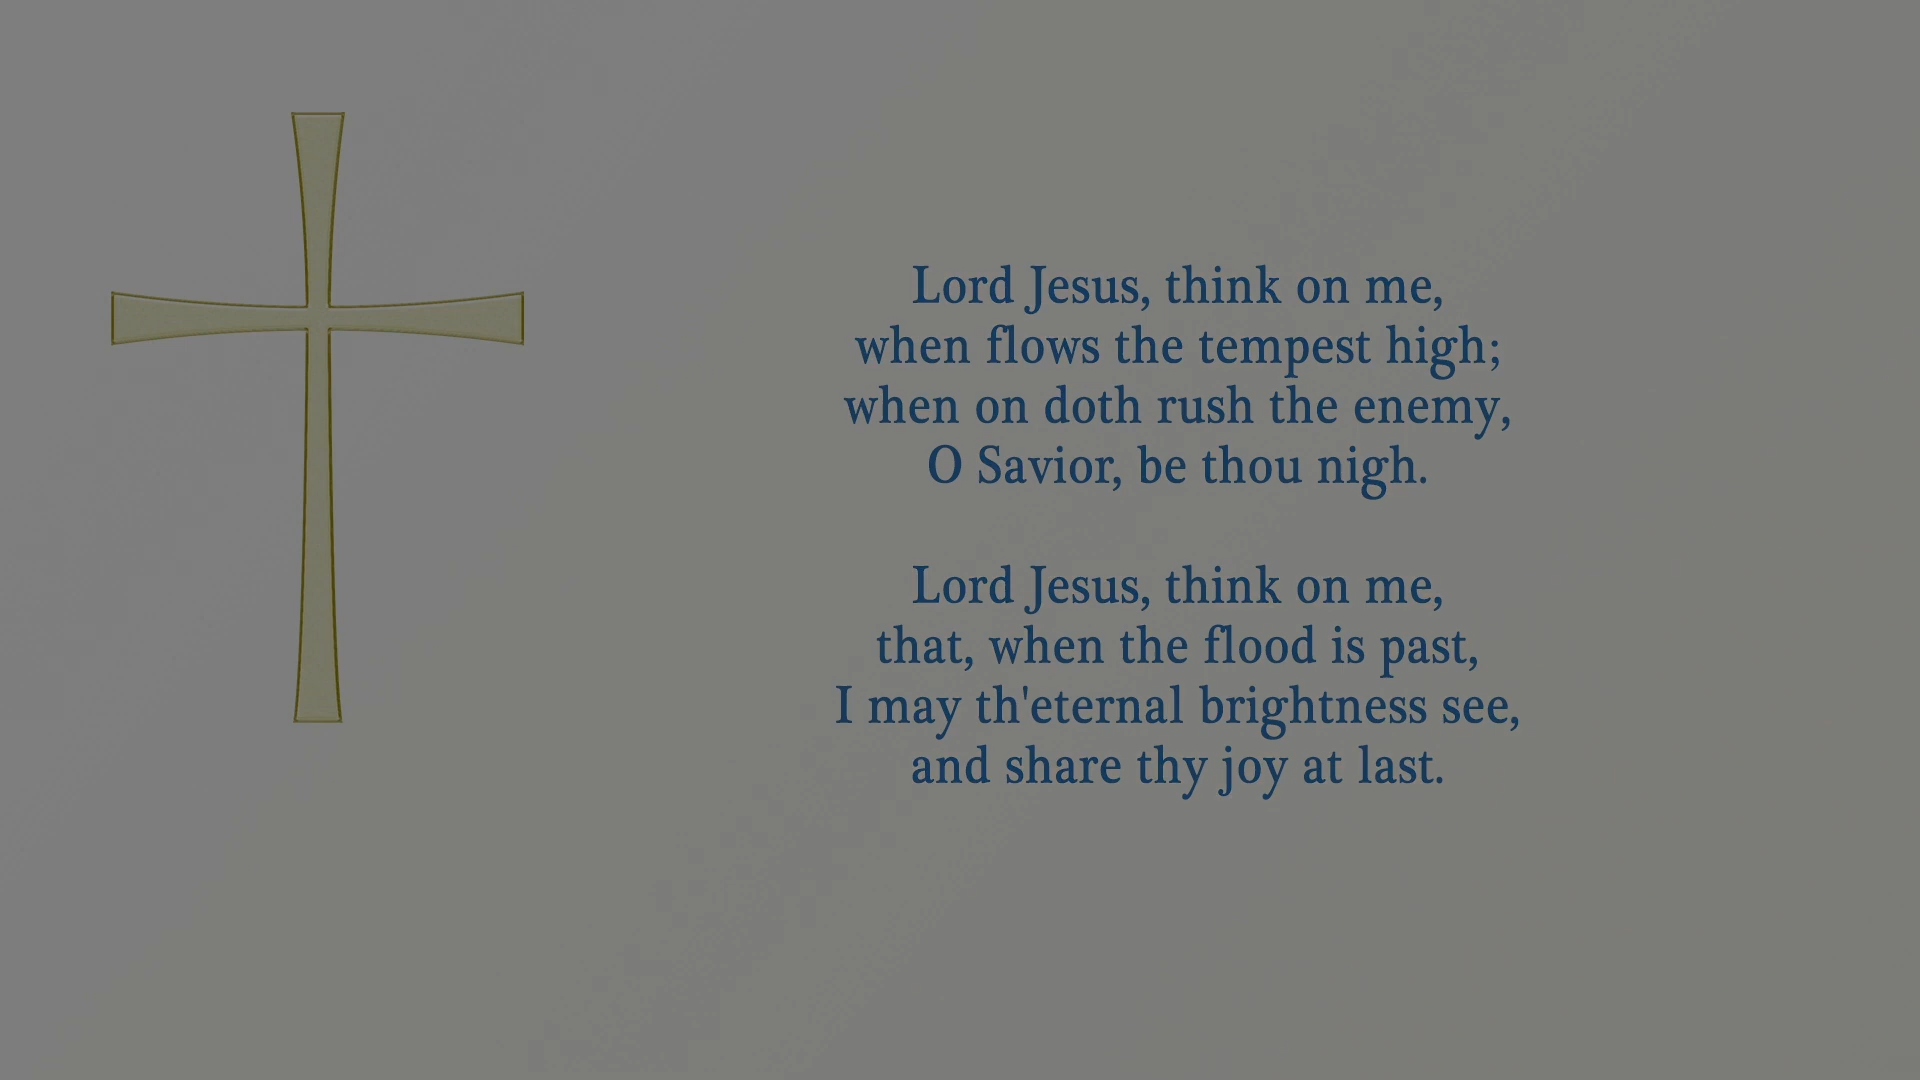 Lord Jesus, think on me,
when flows the tempest high;
when on doth rush the enemy,
O Savior, be thou nigh.
Lord Jesus, think on me,
that, when the flood is past,
I may th'eternal brightness see,
and share thy joy at last.